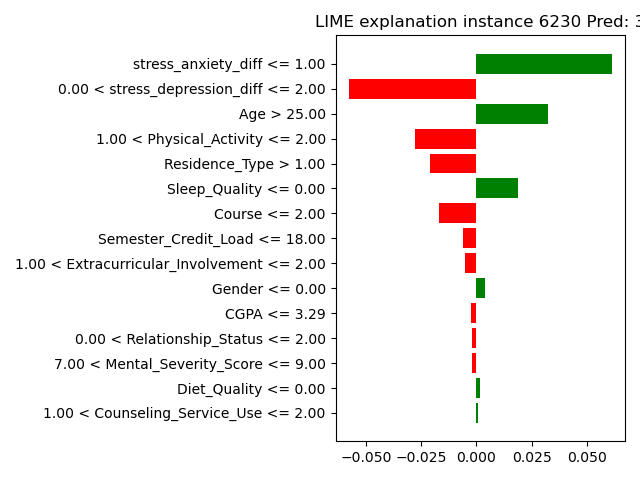 LIME explanation instance 6230 Pred: 3
stress_anxiety_diff <= 1.00
0.00 < stress_depression_diff <= 2.00
Age > 25.00
1.00 < Physical_Activity <= 2.00
Residence_Type > 1.00
Sleep_Quality <= 0.00
Course <= 2.00
Semester_Credit_Load <= 18.00
1.00 < Extracurricular_Involvement <= 2.00
Gender <= 0.00
CGPA <= 3.29
0.00 < Relationship_Status <= 2.00
7.00 < Mental_Severity_Score <= 9.00
Diet_Quality <= 0.00
1.00 < Counseling_Service_Use <= 2.00
−0.050 −0.025 0.000 0.025 0.050